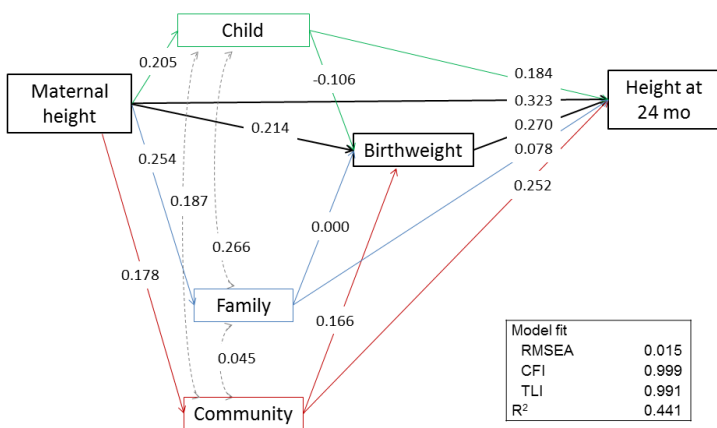 Child
0.205
-0.106
0.184
Maternal
height
0.323
Height at
24 mo
0.214
0.270
Birthweight
0.078
0.254
0.252
0.187
0.000
0.266
0.178
Family
0.166
0.045
Community
Model fit
RMSEA 0.015
CFI 0.999
TLI 0.991
R² 0.441